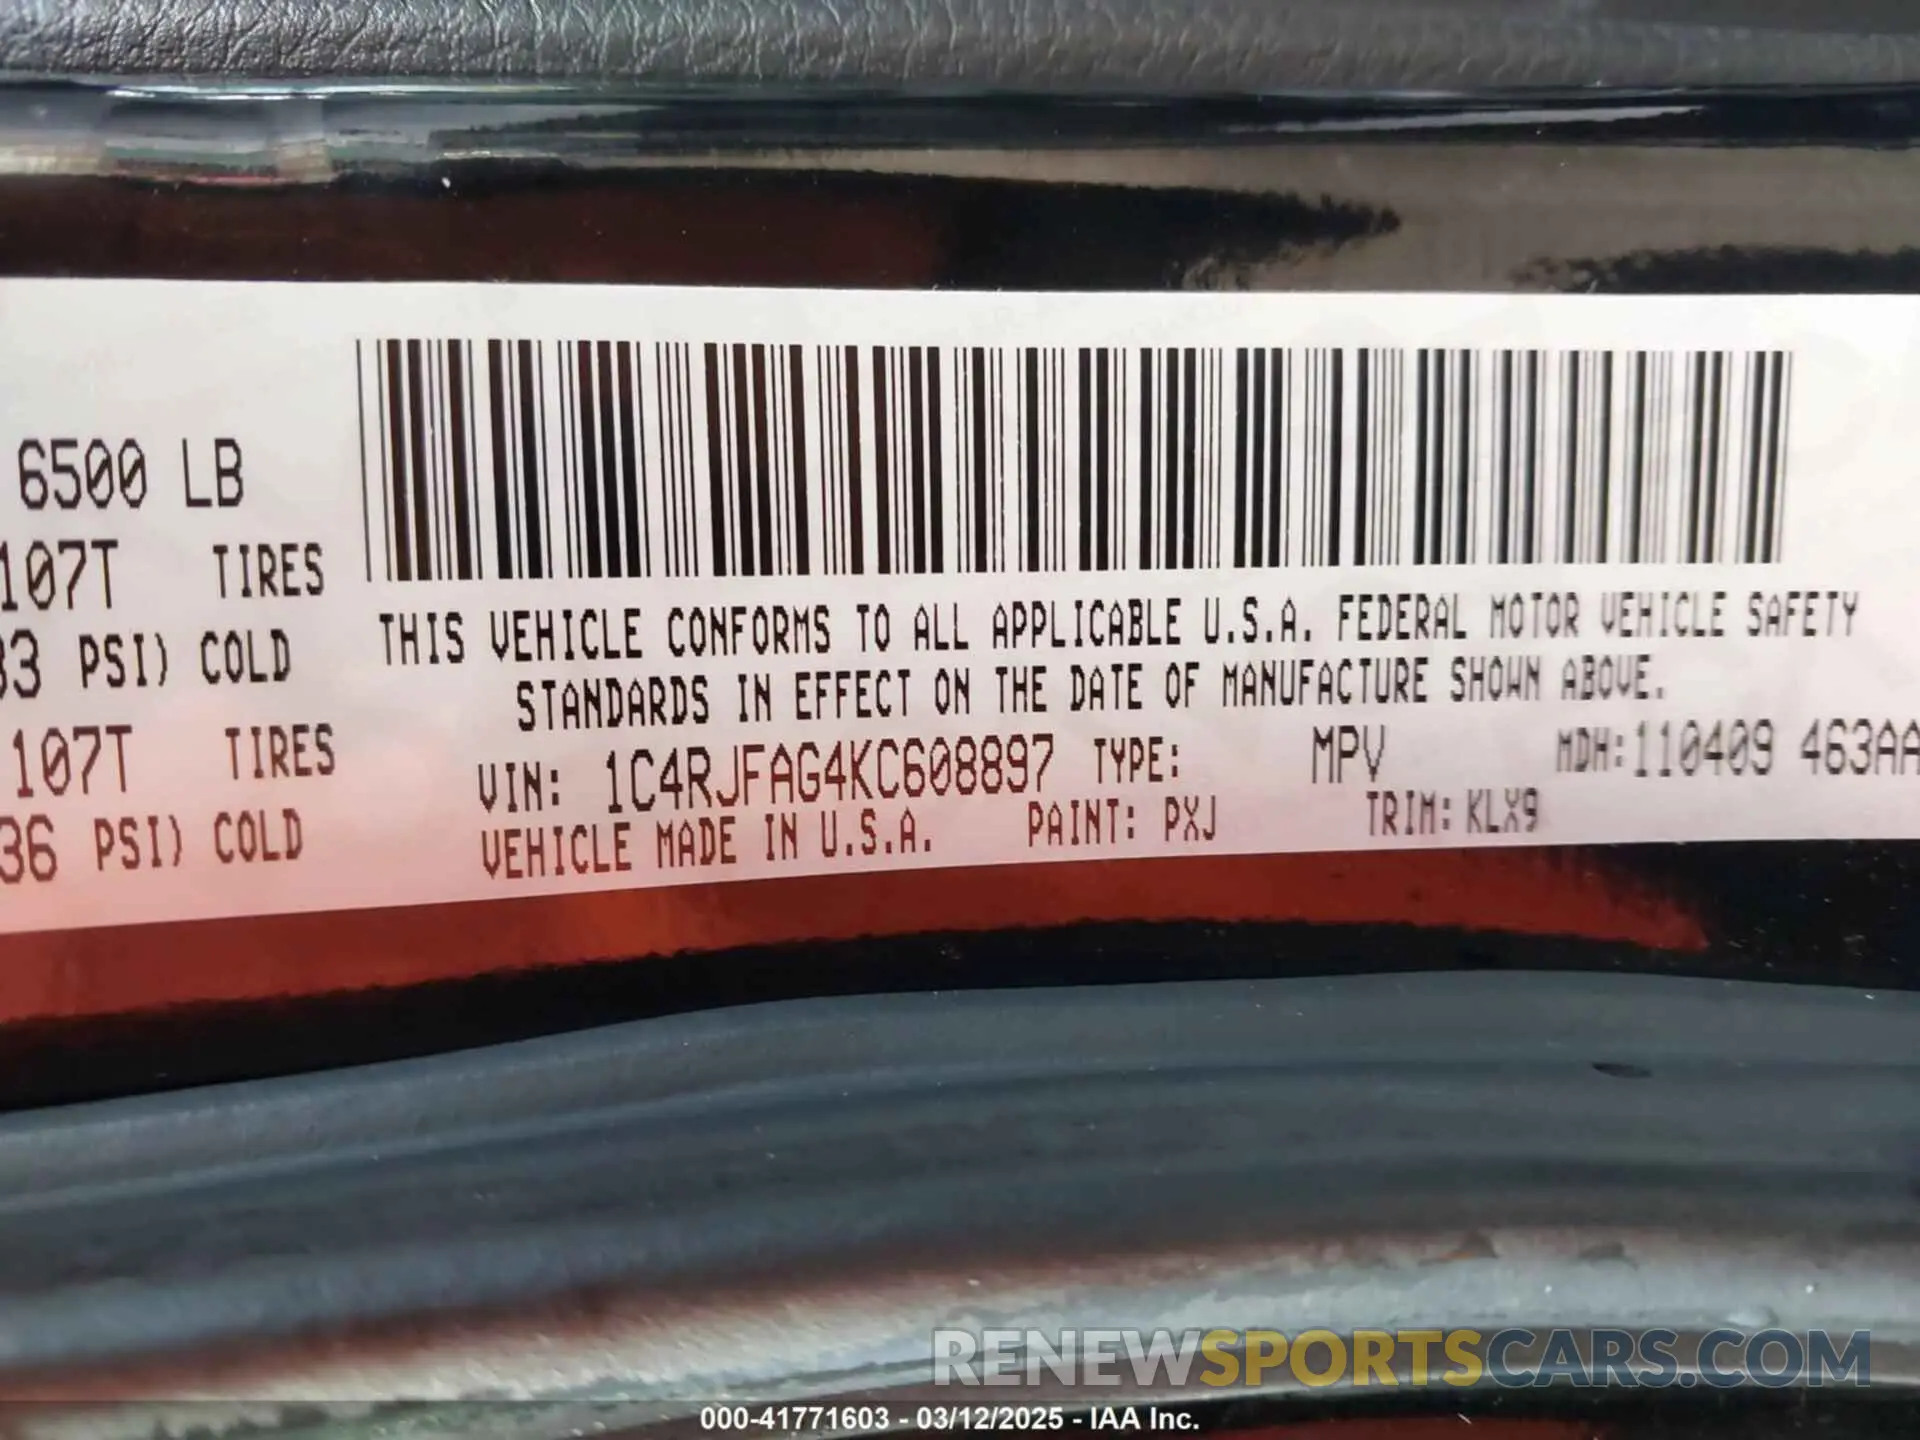 6500 LB
107T TIRES
33 PSI) COLD
107T TIRES
36 PSI) COLD
THIS VEHICLE CONFORMS TO ALL APPLICABLE U.S.A. FEDERAL MOTOR VEHICLE SAFETY
STANDARDS IN EFFECT ON THE DATE OF MANUFACTURE SHOWN ABOVE.
VIN: 1C4RJFAG4KC608897 TYPE: MPV MDH:110409 463AA
VEHICLE MADE IN U.S.A. PAINT: PXJ TRIM: KLX9
RENEWSPORTSCARS.COM
000-41771603 - 03/12/2025 - IAA Inc.